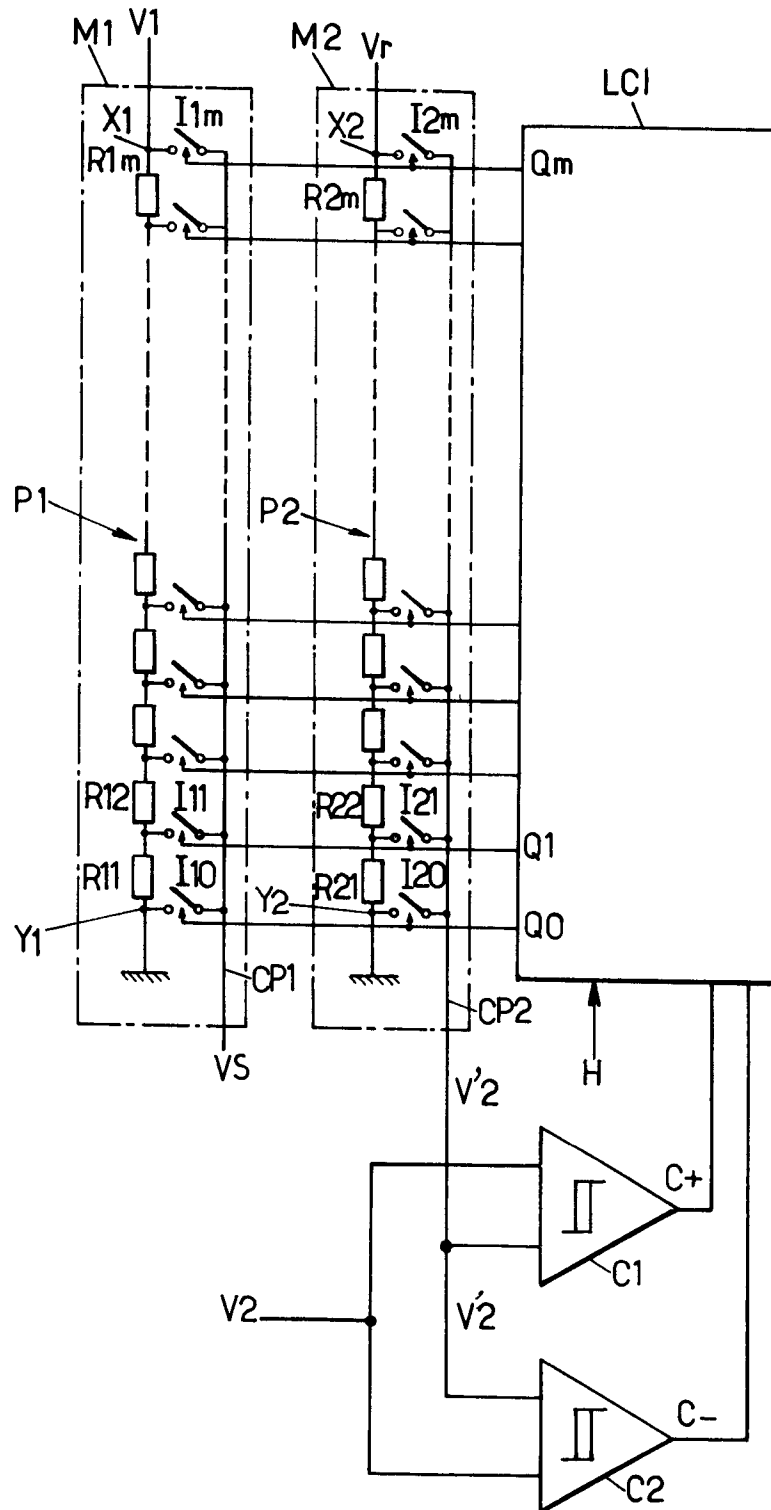 V1
M1
M2
Vr
LCI
X1
I1m
X2
I2m
R1m
R2m
Qm
P1
P2
R12
I11
R22
I21
Q1
R11
I10
R21
I20
Y1
Y2
Q0
CP1
CP2
VS
H
V'2
C+
C1
V2
V'2
C-
C2